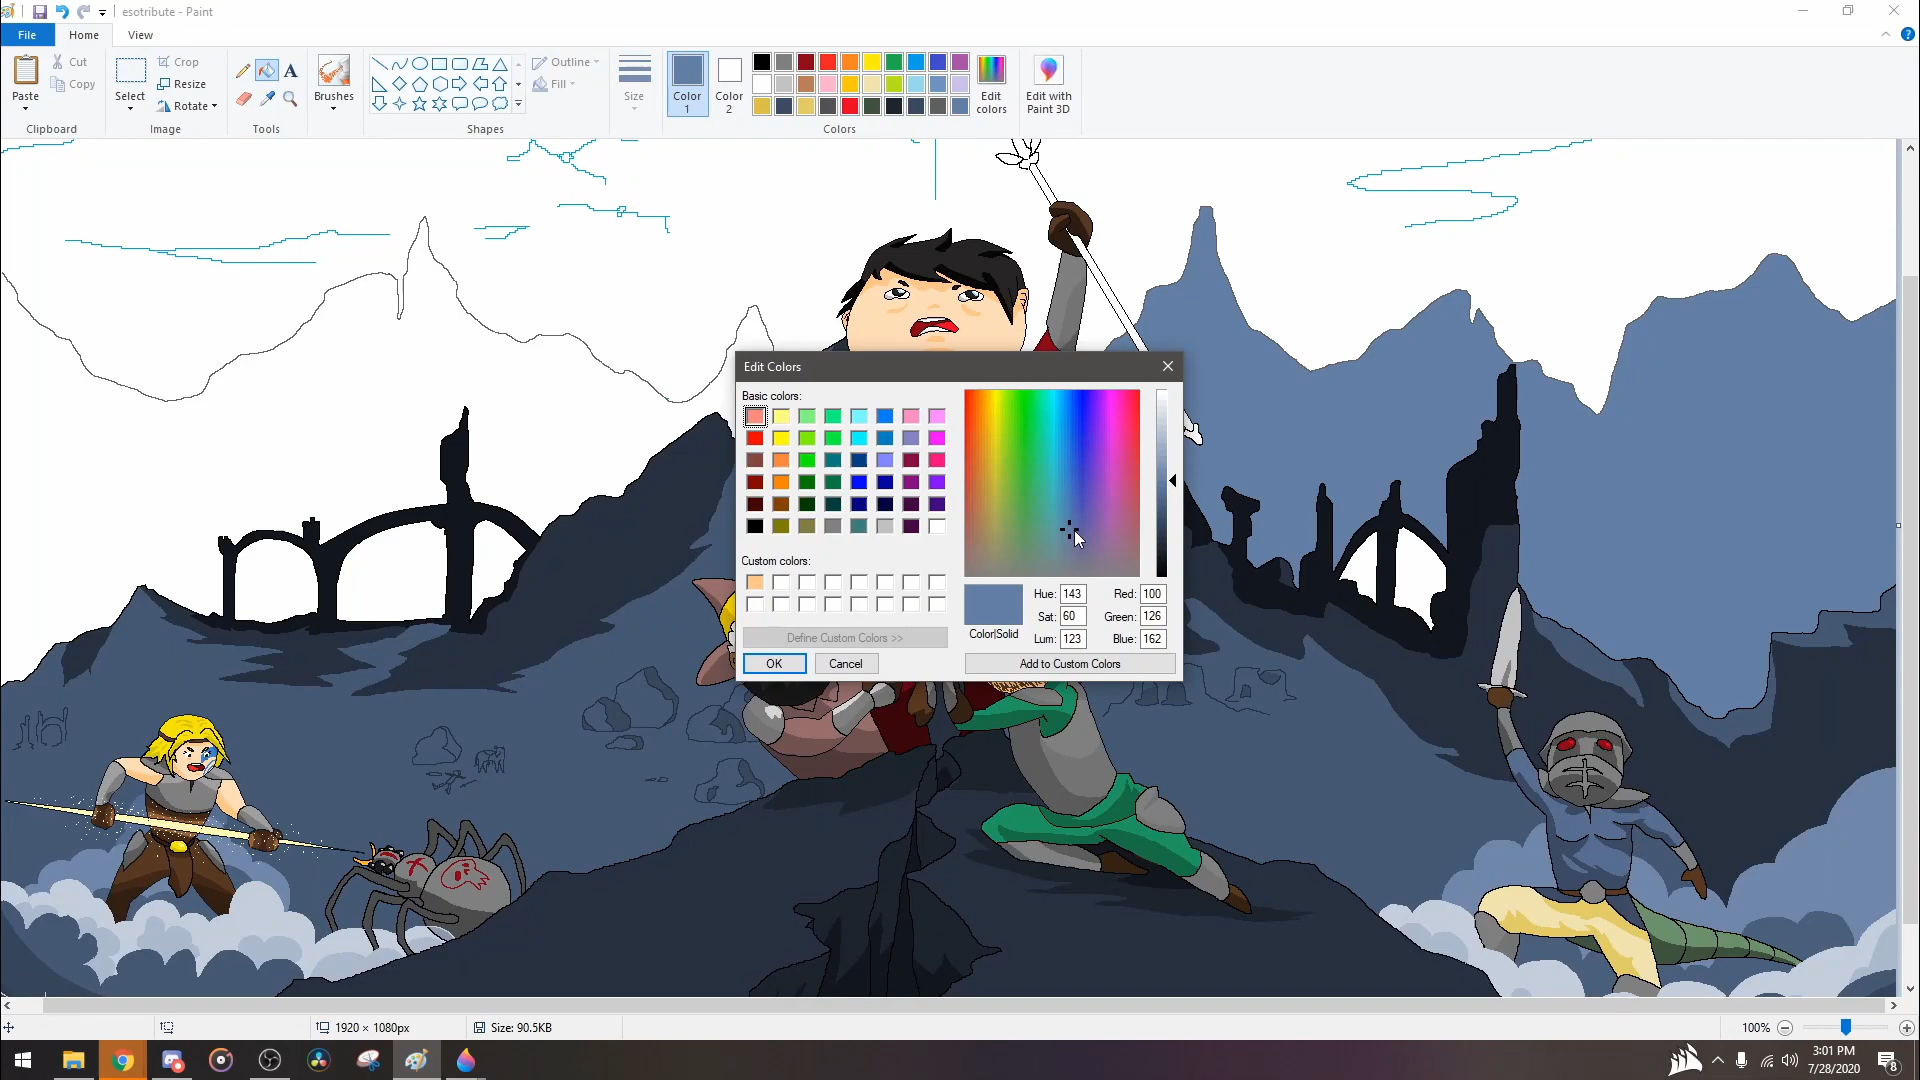 esotribute - Paint
File
Home
View
Paste
Cut
Copy
Clipboard
Select
Crop
Resize
Rotate
Image
A
Tools
Brushes
Shapes
Outline
Fill
Size
Color
1
Color
2
Colors
Edit
colors
Edit with
Paint 3D
Edit Colors
Basic colors:
Custom colors:
Define Custom Colors >>
OK
Cancel
Color|Solid
Hue: 143
Sat: 60
Lum: 123
Red: 100
Green: 126
Blue: 162
Add to Custom Colors
1920 × 1080px
Size: 90.5KB
100%
3:01 PM
7/28/2020
8